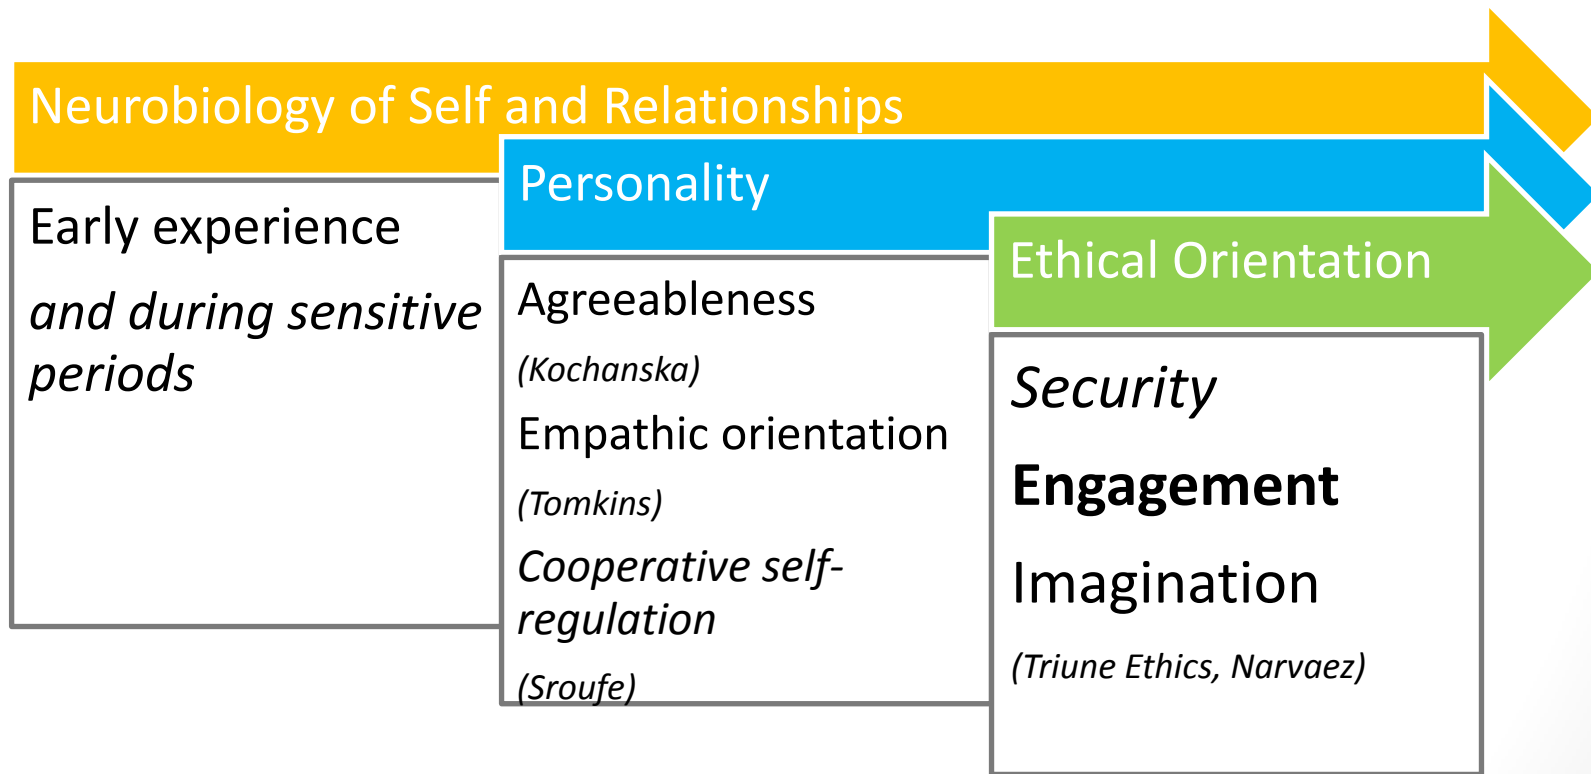 Neurobiology of Self and Relationships
Early experience
and during sensitive
periods
Personality
Agreeableness
(Kochanska)
Empathic orientation
(Tomkins)
Cooperative self-
regulation
(Sroufe)
Ethical Orientation
Security
Engagement
Imagination
(Triune Ethics, Narvaez)